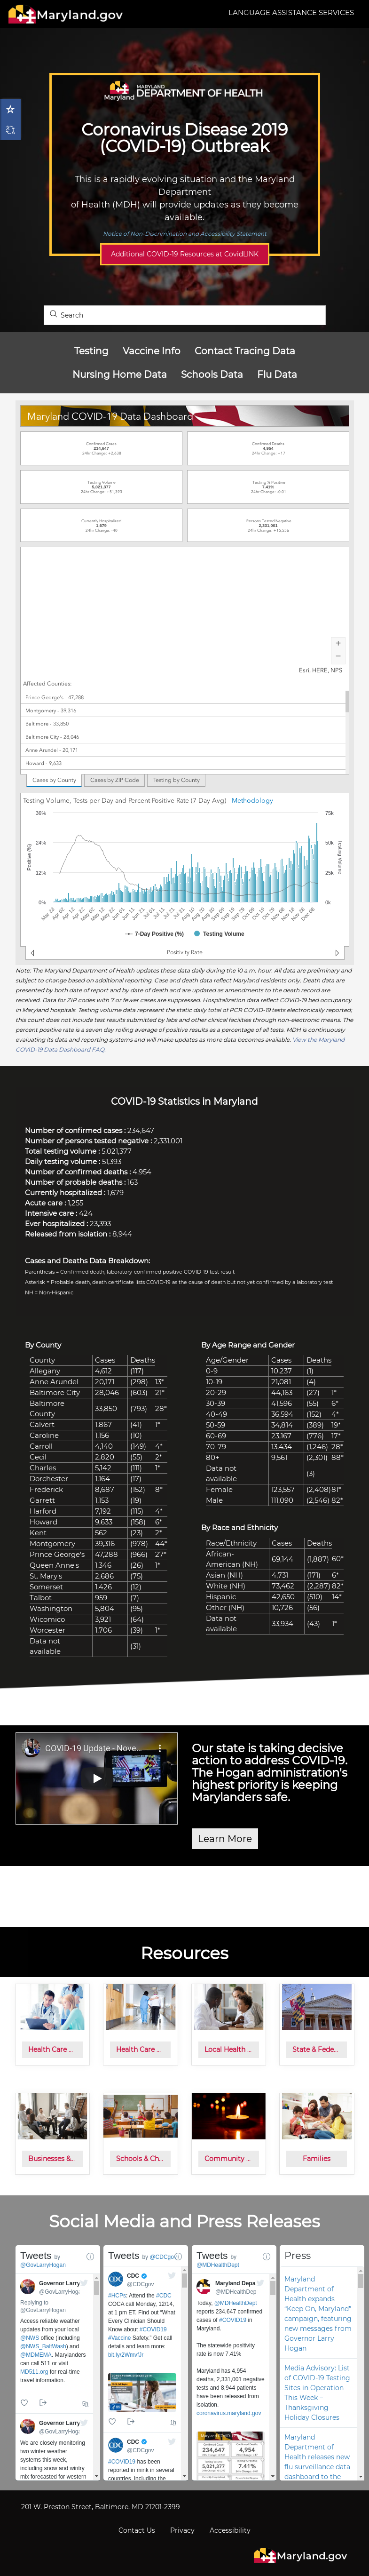 Maryland.gov
LANGUAGE ASSISTANCE SERVICES
MARYLAND
Maryland DEPARTMENT OF HEALTH
Coronavirus Disease 2019
(COVID-19) Outbreak
This is a rapidly evolving situation and the Maryland
Department
of Health (MDH) will provide updates as they become
available.
Notice of Non-Discrimination and Accessibility Statement
Additional COVID-19 Resources at CovidLINK
Search
Testing Vaccine Info Contact Tracing Data
Nursing Home Data Schools Data Flu Data
Maryland COVID-19 Data Dashboard
Confirmed Cases
234,647
24hr Change: +2,638
Confirmed Deaths
4,954
24hr Change: +17
Testing Volume
5,021,377
24hr Change: +51,393
Testing % Positive
7.41%
Currently Hospitalized
1,679
Persons Tested Negative
2,331,001
Esri, HERE, NPS
Affected Counties:
Prince George's - 47,288
Montgomery - 39,316
Baltimore - 33,850
Baltimore City - 28,046
Anne Arundel - 20,171
Howard - 9,633
Cases by County
Cases by ZIP Code
Testing by County
Testing Volume, Tests per Day and Percent Positive Rate (7-Day Avg) - Methodology
36%
24%
12%
0%
75k
50k
25k
0k
Positive (%)
Testing Volume
7-Day Positive (%) Testing Volume
Positivity Rate
Note: The Maryland Department of Health updates these data daily during the 10 a.m. hour. All data are preliminary and
subject to change based on additional reporting. Case and death data reflect Maryland residents only. Death data are
presented by both date of report and by date of death and are updated as amendments to the death record are
received. Data for ZIP codes with 7 or fewer cases are suppressed. Hospitalization counts reflect COVID-19 bed occupancy
in Maryland hospitals. Testing volume data represent the static daily total of PCR COVID-19 tests electronically reported;
this count does not include test results submitted by labs and other clinical facilities through non-electronic means. The
percent positive rate is a seven day rolling average of positive results as a percentage of all tests. MDH is continuously
evaluating its data and reporting systems and will make updates as more data becomes available. View the Maryland
COVID-19 Data Dashboard FAQ.
COVID-19 Statistics in Maryland
Number of confirmed cases : 234,647
Number of persons tested negative : 2,331,001
Total testing volume : 5,021,377
Daily testing volume : 51,393
Number of confirmed deaths : 4,954
Number of probable deaths : 163
Currently hospitalized : 1,679
Acute care : 1,255
Intensive care : 424
Ever hospitalized : 23,393
Released from isolation : 8,944
Cases and Deaths Data Breakdown:
Parenthesis = Confirmed death, laboratory-confirmed positive COVID-19 test result
Asterisk = Probable death, death certificate lists COVID-19 as the cause of death but not yet confirmed by a laboratory test
NH = Non-Hispanic
By County
County Cases Deaths
Allegany 4,612 (117)
Anne Arundel 20,171 (298) 13*
Baltimore City 28,046 (603) 21*
Baltimore
County 33,850 (793) 28*
Calvert 1,867 (41) 1*
Caroline 1,156 (10)
Carroll 4,140 (149) 4*
Cecil 2,820 (55) 2*
Charles 5,142 (111) 1*
Dorchester 1,164 (17)
Frederick 8,687 (152) 8*
Garrett 1,153 (19)
Harford 7,192 (115) 4*
Howard 9,633 (158) 6*
Kent 562 (23) 2*
Montgomery 39,316 (978) 44*
Prince George's 47,288 (966) 27*
Queen Anne's 1,346 (26) 1*
St. Mary's 2,686 (75)
Somerset 1,426 (12)
Talbot 959 (7)
Washington 5,804 (95)
Wicomico 3,921 (64)
Worcester 1,706 (39) 1*
Data not
available (31)
By Age Range and Gender
Age/Gender Cases Deaths
0-9 10,237 (1)
10-19 21,081 (4)
20-29 44,163 (27) 1*
30-39 41,596 (55) 6*
40-49 36,594 (152) 4*
50-59 34,814 (389) 19*
60-69 23,167 (776) 17*
70-79 13,434 (1,246) 28*
80+ 9,561 (2,301) 88*
Data not
available (3)
Female 123,557 (2,408) 81*
Male 111,090 (2,546) 82*
By Race and Ethnicity
Race/Ethnicity Cases Deaths
African-
American (NH) 69,144 (1,887) 60*
Asian (NH) 4,731 (171) 6*
White (NH) 73,462 (2,287) 82*
Hispanic 42,650 (510) 14*
Other (NH) 10,726 (56)
Data not
available 33,934 (43) 1*
COVID-19 Update - Nove...
Our state is taking decisive
action to address COVID-19.
The Hogan administration's
highest priority is keeping
Marylanders safe.
Learn More
Resources
Health Care ...
Health Care ...
Local Health ...
State & Fede...
Businesses &...
Schools & Ch...
Community ...
Families
Social Media and Press Releases
Tweets by
@GovLarryHogan
Governor Larry
@GovLarryHog
Replying to
@GovLarryHogan
Access reliable weather
updates from your local
@NWS office (including
@NWS_BaltWash) and
@MDMEMA. Marylanders
can call 511 or visit
MD511.org for real-time
travel information.
5h
Governor Larry
@GovLarryHog
We are closely monitoring
two winter weather
systems this week,
including snow and wintry
mix forecasted for western
Tweets by @CDCgov
CDC
@CDCgov
#HCPs: Attend the #CDC
COCA call Monday, 12/14,
at 1 pm ET. Find out “What
Every Clinician Should
Know about #COVID19
#Vaccine Safety.” Get call
details and learn more:
bit.ly/2WmvfJr
1h
CDC
@CDCgov
#COVID19 has been
reported in mink in several
countries, including the
Tweets by
@MDHealthDept
Maryland Depa
@MDHealthDep
Today, @MDHealthDept
reports 234,647 confirmed
cases of #COVID19 in
Maryland.
The statewide positivity
rate is now 7.41%
Maryland has 4,954
deaths, 2,331,001 negative
tests and 8,944 patients
have been released from
isolation.
coronavirus.maryland.gov
234,647 4,954
5,021,377 7.41%
Press
Maryland
Department of
Health expands
“Keep On, Maryland”
campaign, featuring
new messages from
Governor Larry
Hogan
Media Advisory: List
of COVID-19 Testing
Sites in Operation
This Week –
Thanksgiving
Holiday Closures
Maryland
Department of
Health releases new
flu surveillance data
dashboard to the
201 W. Preston Street, Baltimore, MD 21201-2399
Contact Us Privacy Accessibility
Maryland.gov